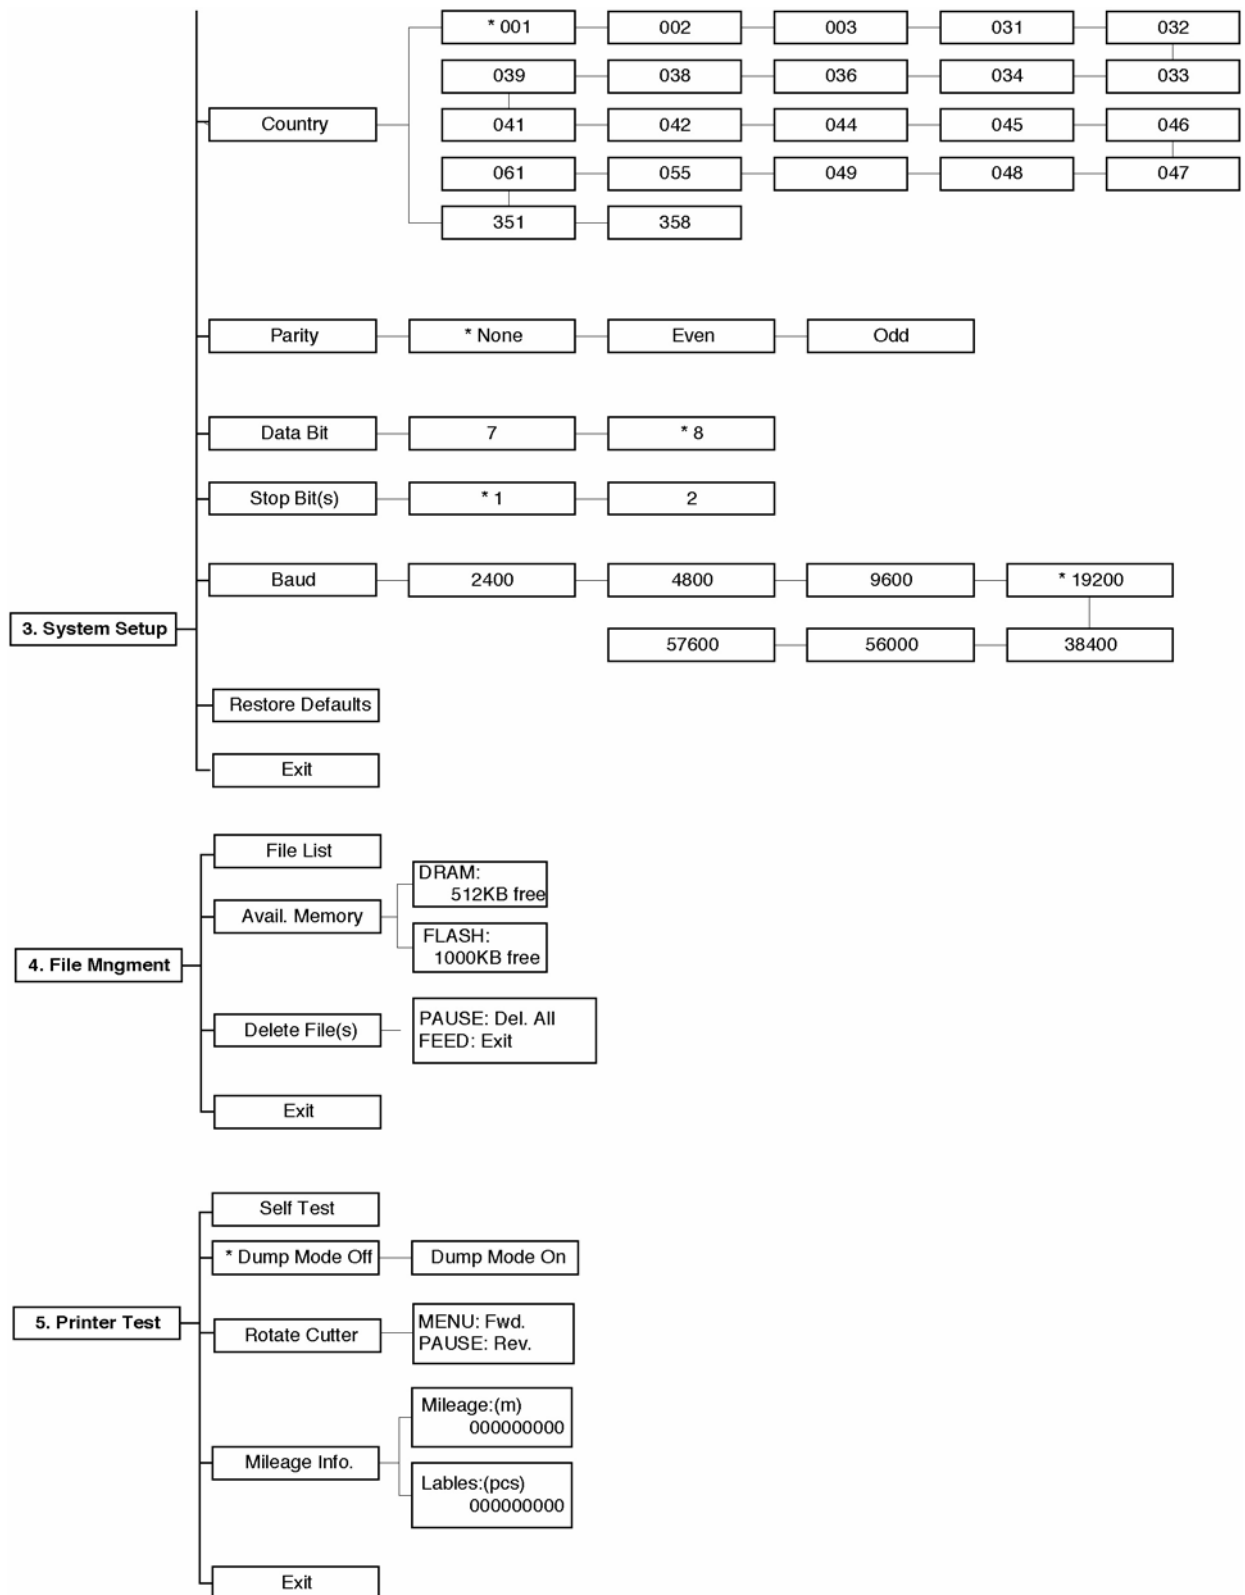 * 001 002 003 031 032
039 038 036 034 033
Country 041 042 044 045 046
061 055 049 048 047
351 358
Parity * None Even Odd
Data Bit 7 * 8
Stop Bit(s) * 1 2
Baud 2400 4800 9600 * 19200
3. System Setup
57600 56000 38400
Restore Defaults
Exit
File List
DRAM:
512KB free
Avail. Memory
FLASH:
1000KB free
4. File Mngment
Delete File(s)
PAUSE: Del. All
FEED: Exit
Exit
Self Test
* Dump Mode Off Dump Mode On
5. Printer Test
Rotate Cutter
MENU: Fwd.
PAUSE: Rev.
Mileage:(m)
000000000
Mileage Info.
Lables:(pcs)
000000000
Exit